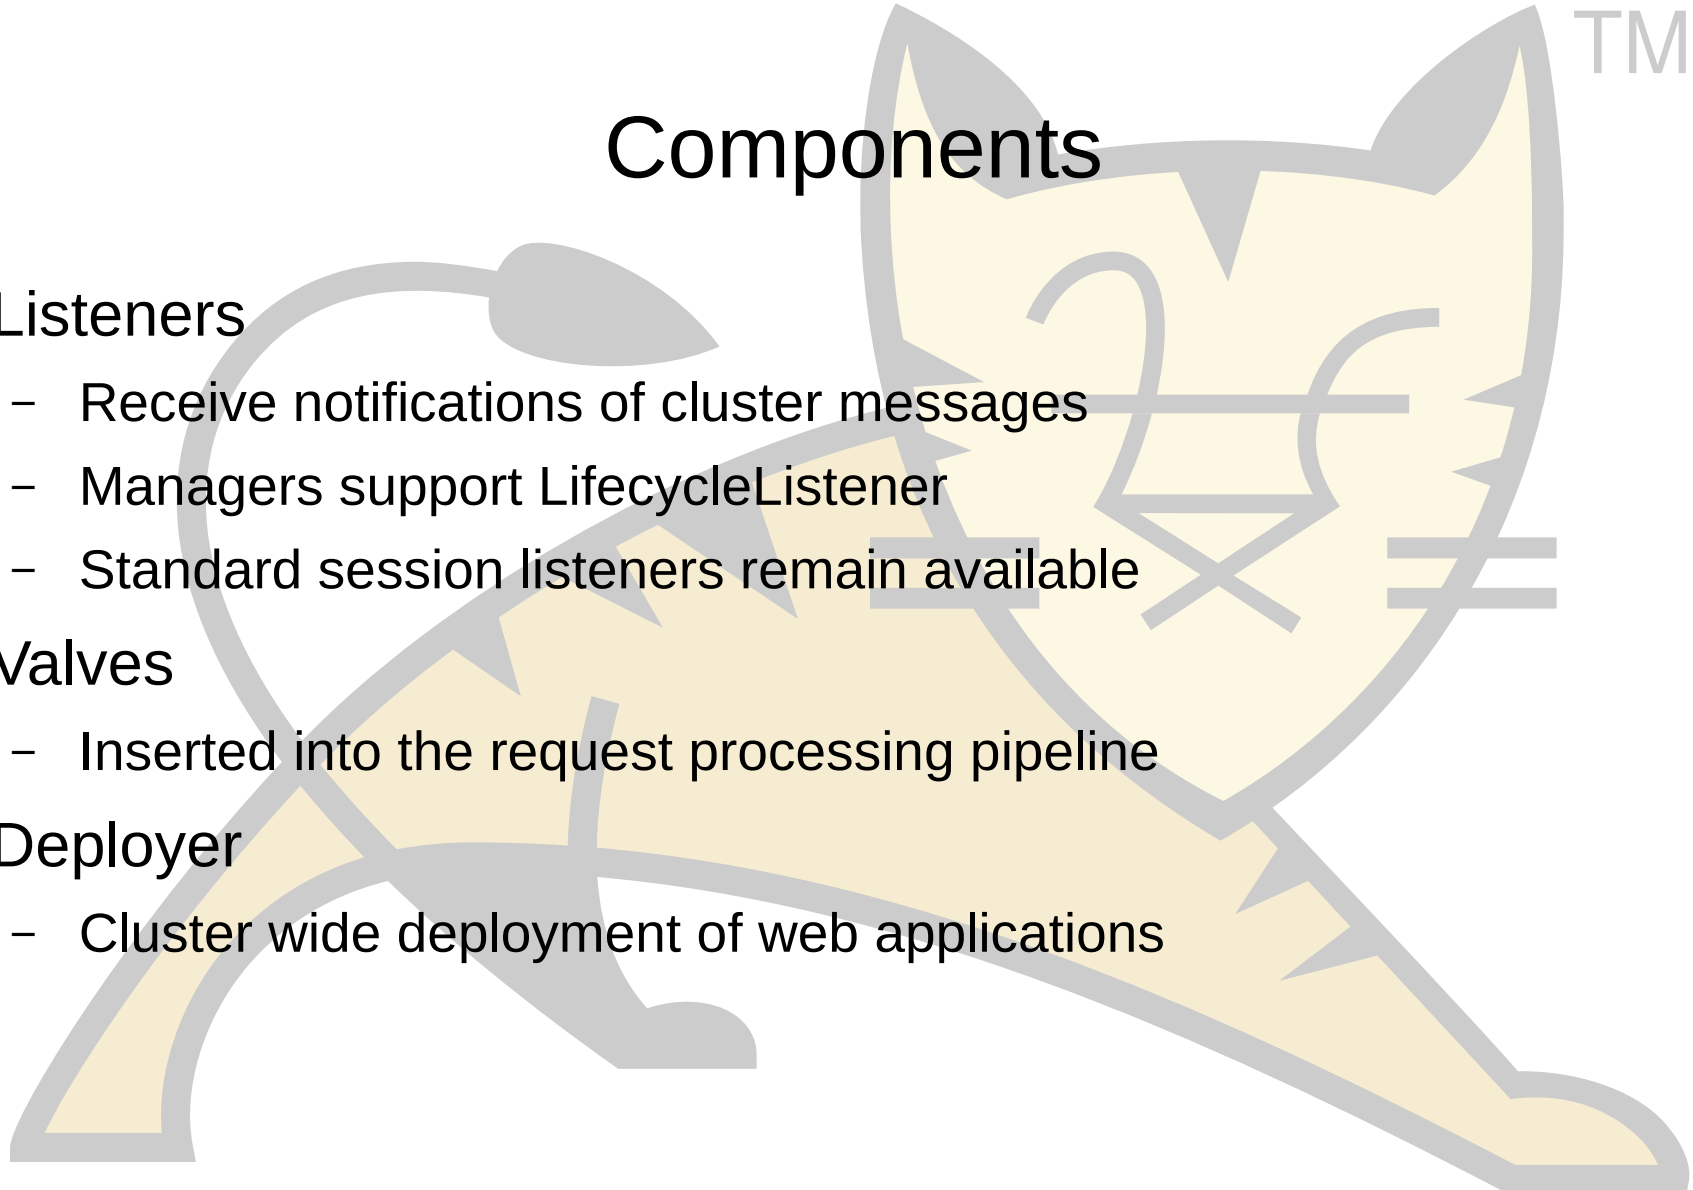 TM
Components
Listeners
– Receive notifications of cluster messages
– Managers support LifecycleListener
– Standard session listeners remain available
Valves
– Inserted into the request processing pipeline
Deployer
– Cluster wide deployment of web applications